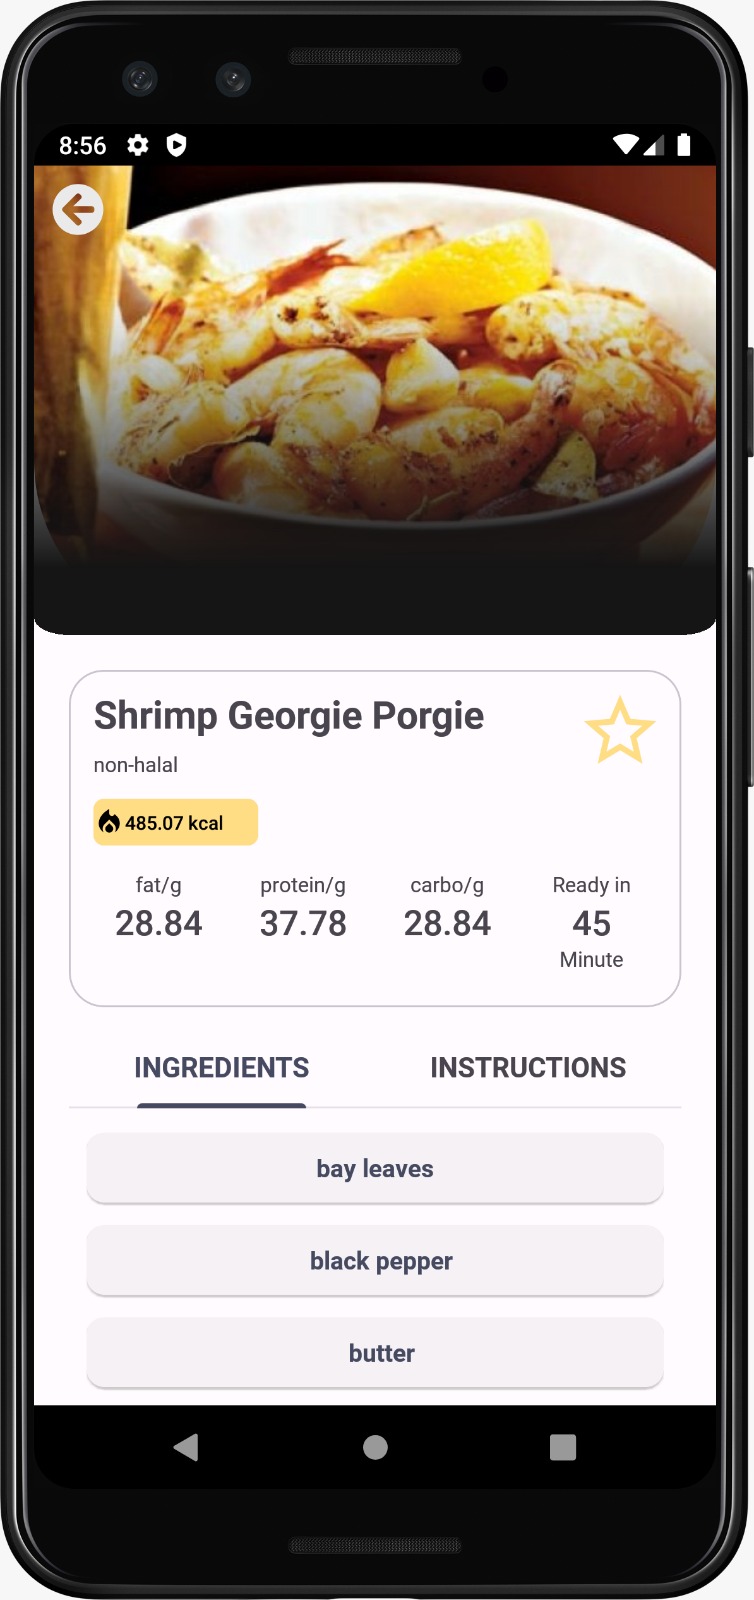 8:56
Shrimp Georgie Porgie
non-halal
485.07 kcal
fat/g protein/g carbo/g Ready in
28.84 37.78 28.84 45
Minute
INGREDIENTS INSTRUCTIONS
bay leaves
black pepper
butter